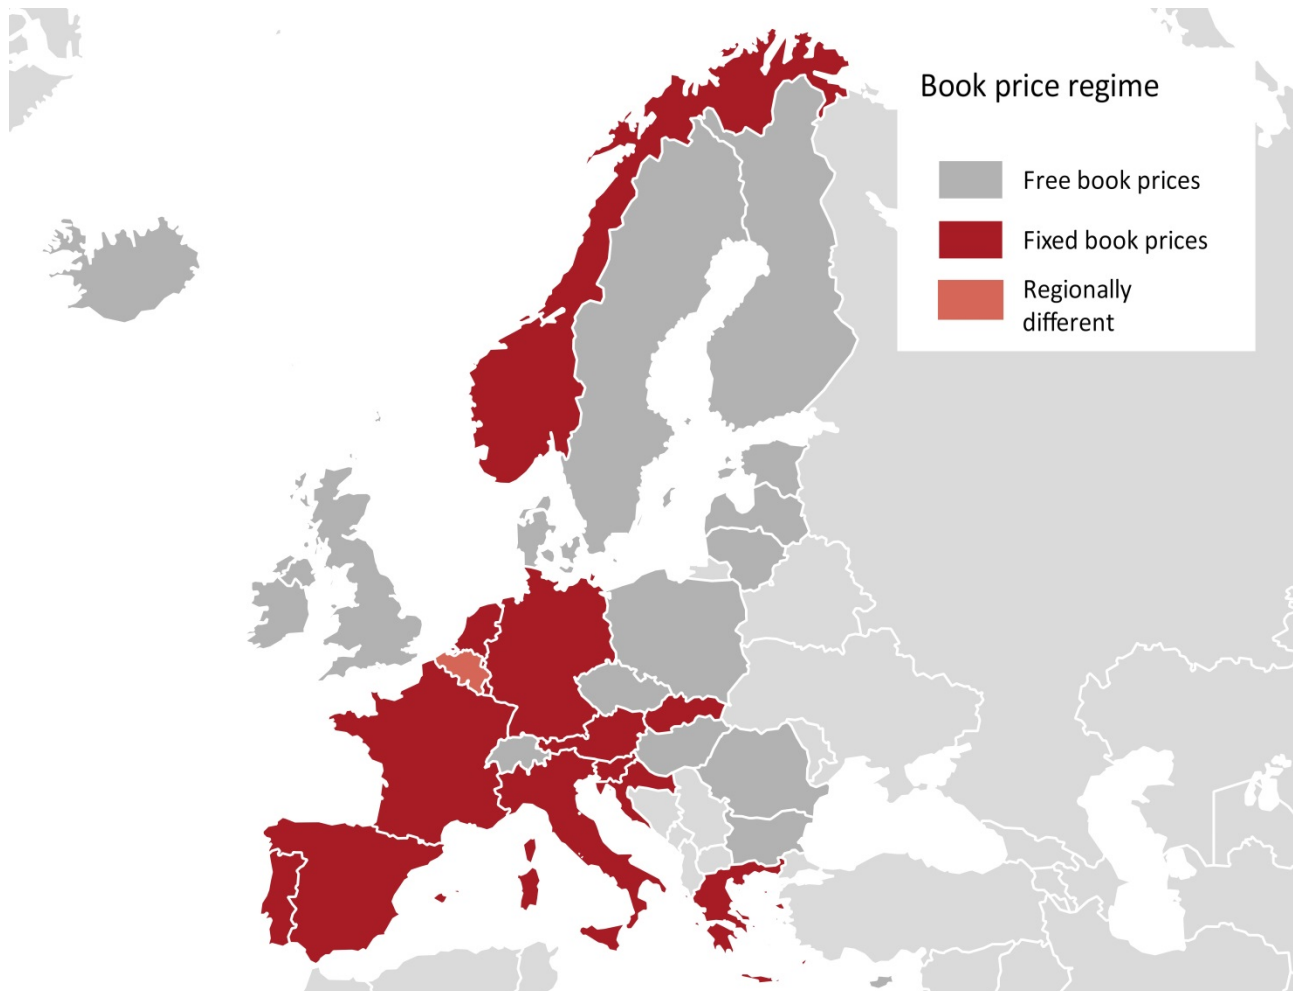 Book price regime
Free book prices
Fixed book prices
Regionally
different